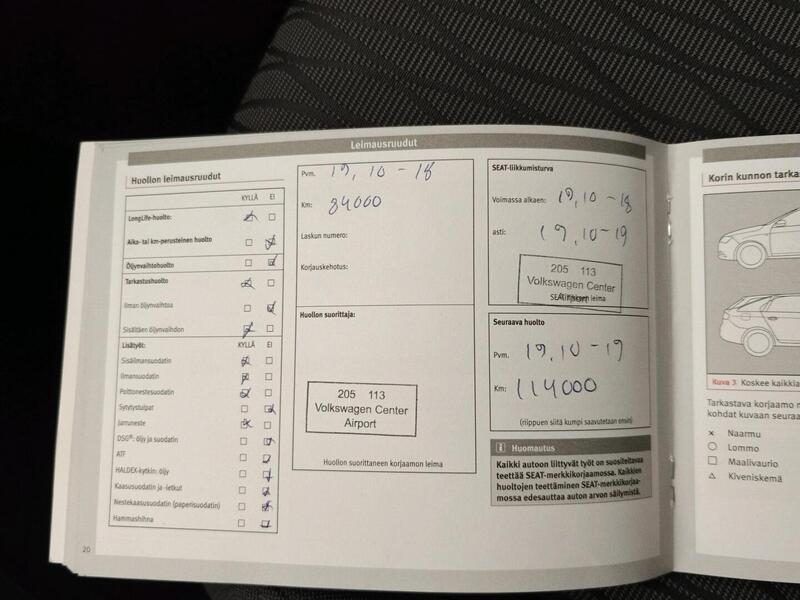 Leimausruudut
Huollon leimausruudut
KYLLÄ EI
LongLife-huolto:
Aika- tai km-perusteinen huolto
Öljynvaihtohuolto
Tarkastushuolto
ilman öljynvaihtoa
Sisältäen öljynvaihdon
Lisätyöt: KYLLÄ EI
Sisäilmansuodatin
Ilmansuodatin
Polttonestesuodatin
Sytytystulpat
Jarruneste
DSG®: öljy ja suodatin
ATF
HALDEX-kytkin: öljy
Kaasusuodatin ja -letkut
Nestekaasusuodatin (paperisuodatin)
Hammashihna
20
Pvm. 19,10-18
Km: 84000
Laskun numero:
Korjauskehotus:
Huollon suorittaja:
205 113
Volkswagen Center
Airport
Huollon suorittaneen korjaamon leima
SEAT-liikkumisturva
Voimassa alkaen: 19,10-18
asti: 19,10-19
205 113
Volkswagen Center
Airport
leima
Seuraava huolto
Pvm. 19,10-19
Km: 114000
(riippuen siitä kumpi saavutetaan ensin)
Huomautus
Kaikki autoon liittyvät työt on suositeltavaa
teettää SEAT-merkkikorjaamossa. Kaikkien
huoltojen teettäminen SEAT-merkkikorjaa-
mossa edesauttaa auton arvon säilymistä.
Korin kunnon tarkas
Kuva 3 Koskee kaikkia
Tarkastava korjaamo
kohdat kuvaan seuraa
Naarmu
Lommo
Maalivaurio
Kiveniskemä